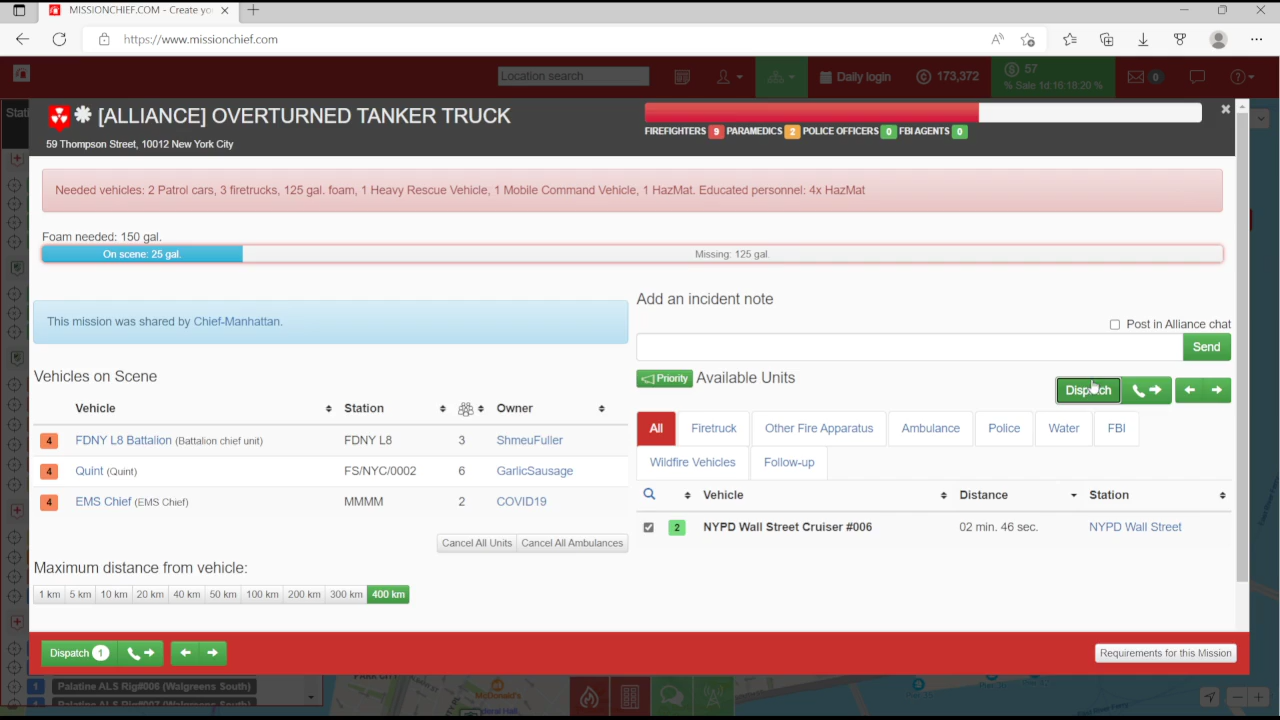 MISSIONCHIEF.COM - Create yo
https://www.missionchief.com
Location search
Daily login
173,372
57
% Sale 1d 16:18:20 %
0
Stati
[ALLIANCE] OVERTURNED TANKER TRUCK
59 Thompson Street, 10012 New York City
FIREFIGHTERS 9 PARAMEDICS 2 POLICE OFFICERS 0 FBI AGENTS 0
Needed vehicles: 2 Patrol cars, 3 firetrucks, 125 gal. foam, 1 Heavy Rescue Vehicle, 1 Mobile Command Vehicle, 1 HazMat. Educated personnel: 4x HazMat
Foam needed: 150 gal.
On scene: 25 gal.
Missing: 125 gal.
This mission was shared by Chief-Manhattan.
Add an incident note
Post in Alliance chat
Send
Vehicles on Scene
Vehicle Station Owner
4 FDNY L8 Battalion (Battalion chief unit) FDNY L8 3 ShmeuFuller
4 Quint (Quint) FS/NYC/0002 6 GarlicSausage
4 EMS Chief (EMS Chief) MMMM 2 COVID19
Cancel All Units Cancel All Ambulances
Maximum distance from vehicle:
1 km 5 km 10 km 20 km 40 km 50 km 100 km 200 km 300 km 400 km
Priority Available Units
Dispatch
All Firetruck Other Fire Apparatus Ambulance Police Water FBI
Wildfire Vehicles Follow-up
Vehicle Distance Station
2 NYPD Wall Street Cruiser #006 02 min. 46 sec. NYPD Wall Street
Dispatch 1
Requirements for this Mission
1 Palatine ALS Rig#006 (Walgreens South)
1 Palatine ALS Rig#007 (Walgreens South)
McDonald's